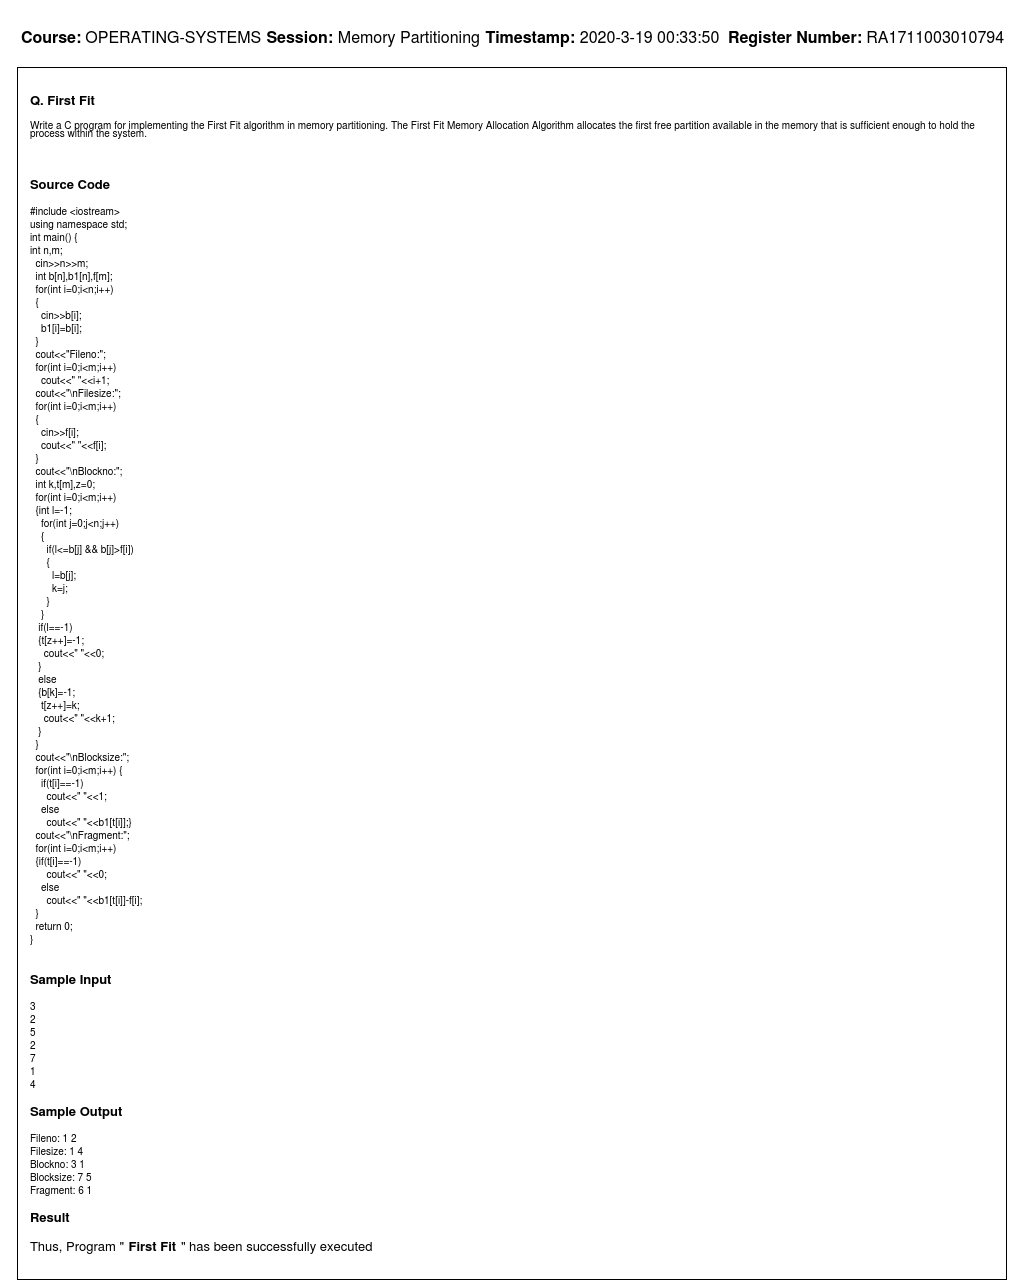 Course: OPERATING-SYSTEMS Session: Memory Partitioning Timestamp: 2020-3-19 00:33:50 Register Number: RA1711003010794
Q. First Fit
Write a C program for implementing the First Fit algorithm in memory partitioning. The First Fit Memory Allocation Algorithm allocates the first free partition available in the memory that is sufficient enough to hold the
process within the system.
Source Code
#include <iostream>
using namespace std;
int main() {
int n,m;
cin>>n>>m;
int b[n],b1[n],f[m];
for(int i=0;i<n;i++)
{
cin>>b[i];
b1[i]=b[i];
}
cout<<"Fileno:";
for(int i=0;i<m;i++)
cout<<" "<<i+1;
cout<<"\nFilesize:";
for(int i=0;i<m;i++)
{
cin>>f[i];
cout<<" "<<f[i];
}
cout<<"\nBlockno:";
int k,t[m],z=0;
for(int i=0;i<m;i++)
{int l=-1;
for(int j=0;j<n;j++)
{
if(l<=b[j] && b[j]>f[i])
{
l=b[j];
k=j;
}
}
if(l==-1)
{t[z++]=-1;
cout<<" "<<0;
}
else
{b[k]=-1;
t[z++]=k;
cout<<" "<<k+1;
}
}
cout<<"\nBlocksize:";
for(int i=0;i<m;i++) {
if(t[i]==-1)
cout<<" "<<1;
else
cout<<" "<<b1[t[i]];}
cout<<"\nFragment:";
for(int i=0;i<m;i++)
{if(t[i]==-1)
cout<<" "<<0;
else
cout<<" "<<b1[t[i]]-f[i];
}
return 0;
}
Sample Input
3
2
5
2
7
1
4
Sample Output
Fileno: 1 2
Filesize: 1 4
Blockno: 3 1
Blocksize: 7 5
Fragment: 6 1
Result
Thus, Program " First Fit " has been successfully executed